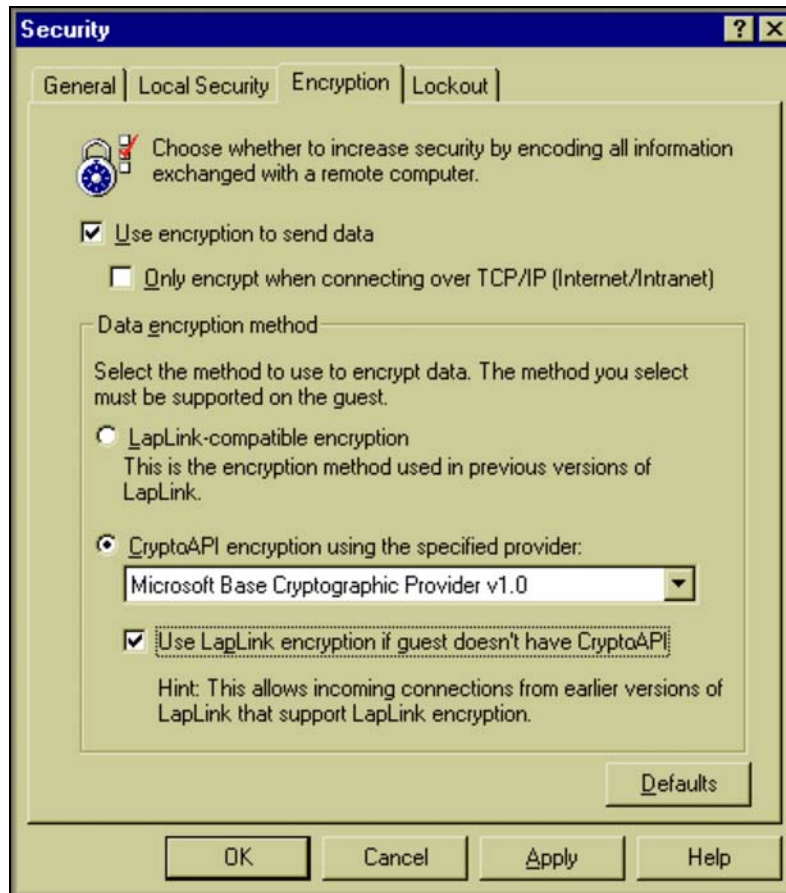 Security
General
Local Security
Encryption
Lockout
Choose whether to increase security by encoding all information
exchanged with a remote computer.
Use encryption to send data
Only encrypt when connecting over TCP/IP (Internet/Intranet)
Data encryption method
Select the method to use to encrypt data. The method you select
must be supported on the guest.
LapLink-compatible encryption
This is the encryption method used in previous versions of
LapLink.
CryptoAPI encryption using the specified provider:
Microsoft Base Cryptographic Provider v1.0
Use LapLink encryption if guest doesn't have CryptoAPI
Hint: This allows incoming connections from earlier versions of
LapLink that support LapLink encryption.
Defaults
OK
Cancel
Apply
Help